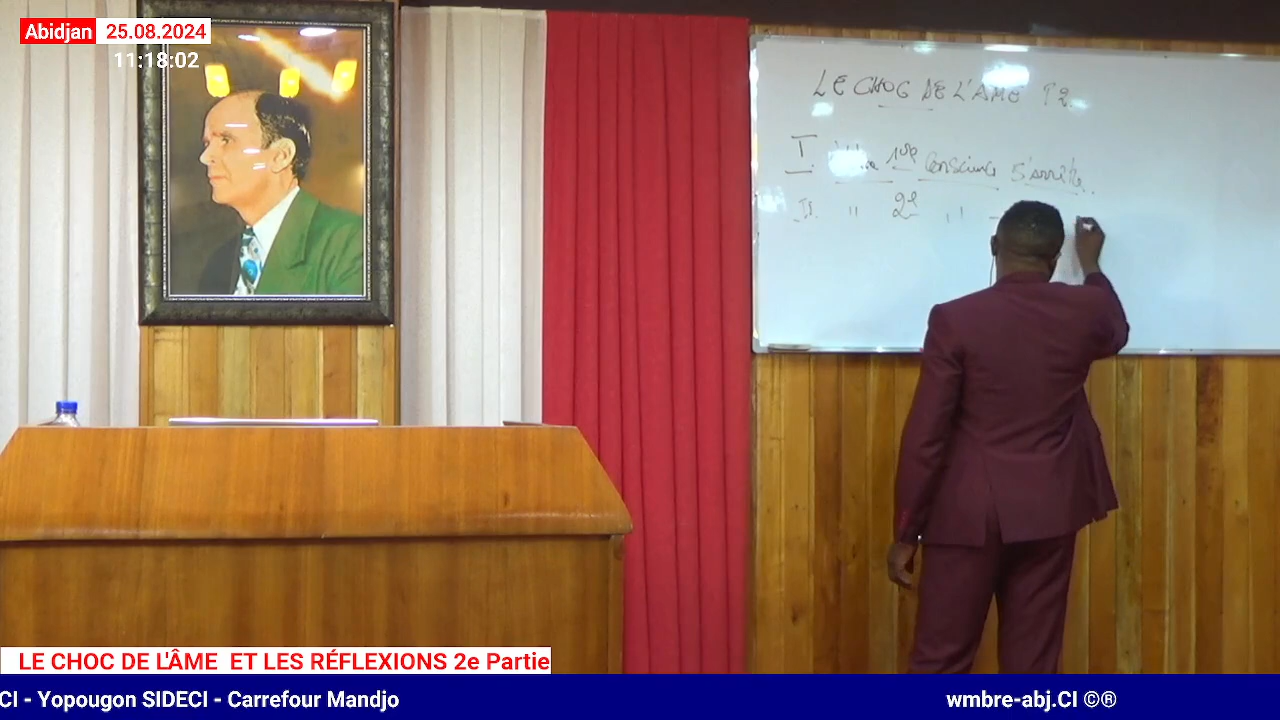 Abidjan 25.08.2024
11:18:02
LE CHOC DE L'ÂME P2.
I. 1ère Conscience s'arrête..
II. " 2e " -
LE CHOC DE L'ÂME ET LES RÉFLEXIONS 2e Partie
CI - Yopougon SIDECI - Carrefour Mandjo
wmbre-abj.CI ©®